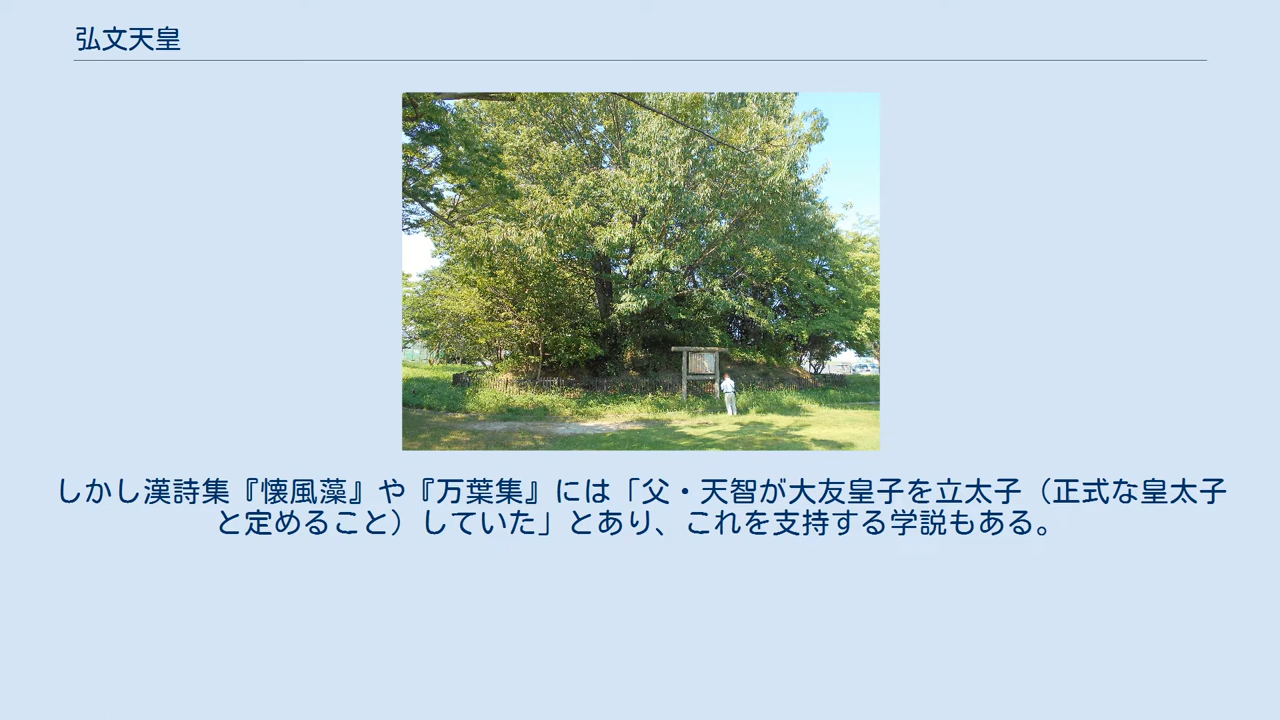 弘文天皇
しかし漢詩集『懐風藻』や『万葉集』には「父・天智が大友皇子を立太子（正式な皇太子
と定めること）していた」とあり、これを支持する学説もある。